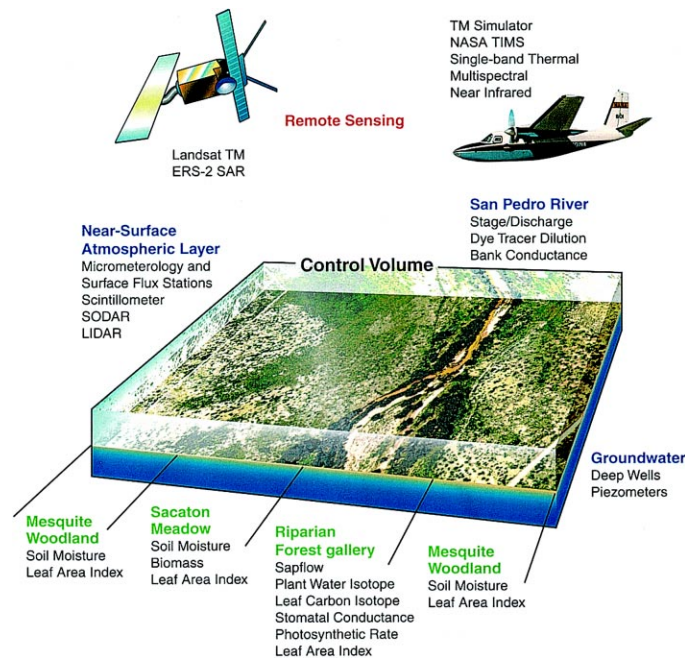 TM Simulator
NASA TIMS
Single-band Thermal
Multispectral
Near Infrared
Remote Sensing
Landsat TM
ERS-2 SAR
San Pedro River
Stage/Discharge
Dye Tracer Dilution
Bank Conductance
Near-Surface
Atmospheric Layer
Micrometerology and
Surface Flux Stations
Scintillometer
SODAR
LIDAR
Control Volume
Groundwater
Deep Wells
Piezometers
Mesquite
Woodland
Soil Moisture
Leaf Area Index
Sacaton
Meadow
Soil Moisture
Biomass
Leaf Area Index
Riparian
Forest gallery
Sapflow
Plant Water Isotope
Leaf Carbon Isotope
Stomatal Conductance
Photosynthetic Rate
Leaf Area Index
Mesquite
Woodland
Soil Moisture
Leaf Area Index